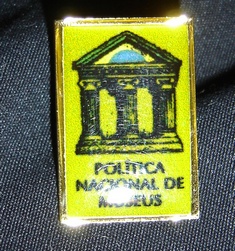 POLÍTICA
NACIONAL DE
MUSEUS